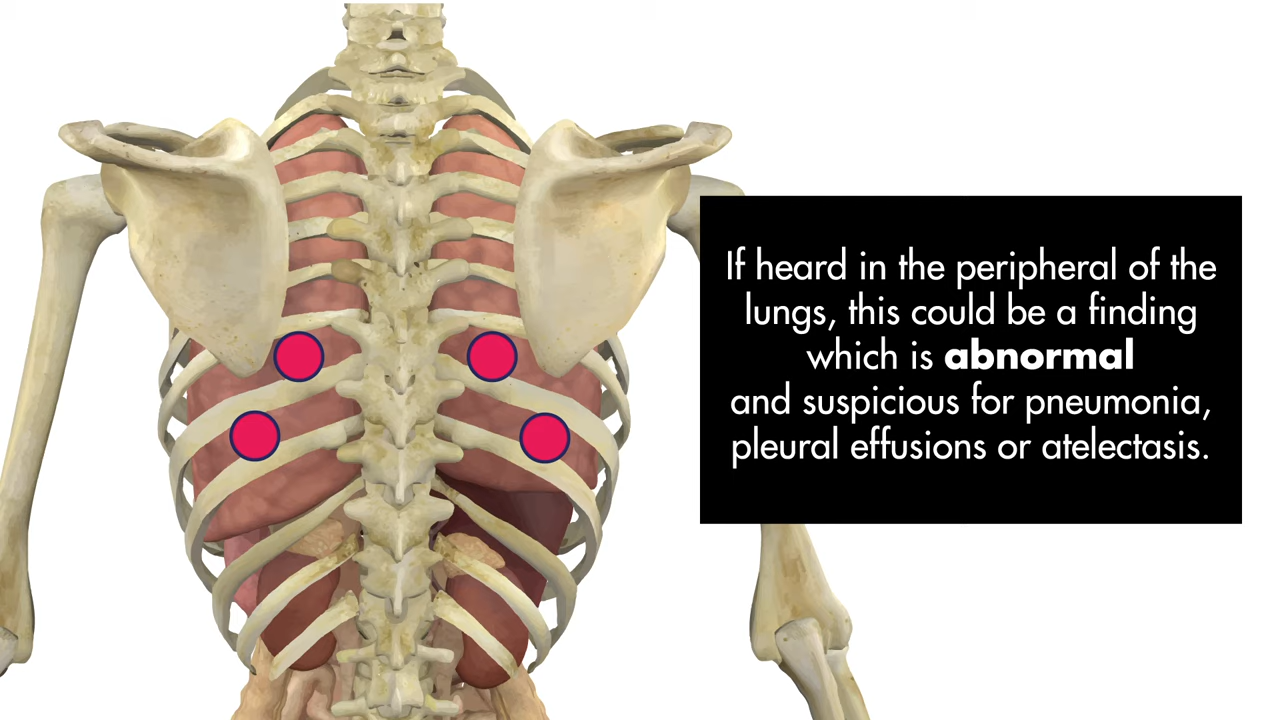 If heard in the peripheral of the
lungs, this could be a finding
which is abnormal
and suspicious for pneumonia,
pleural effusions or atelectasis.